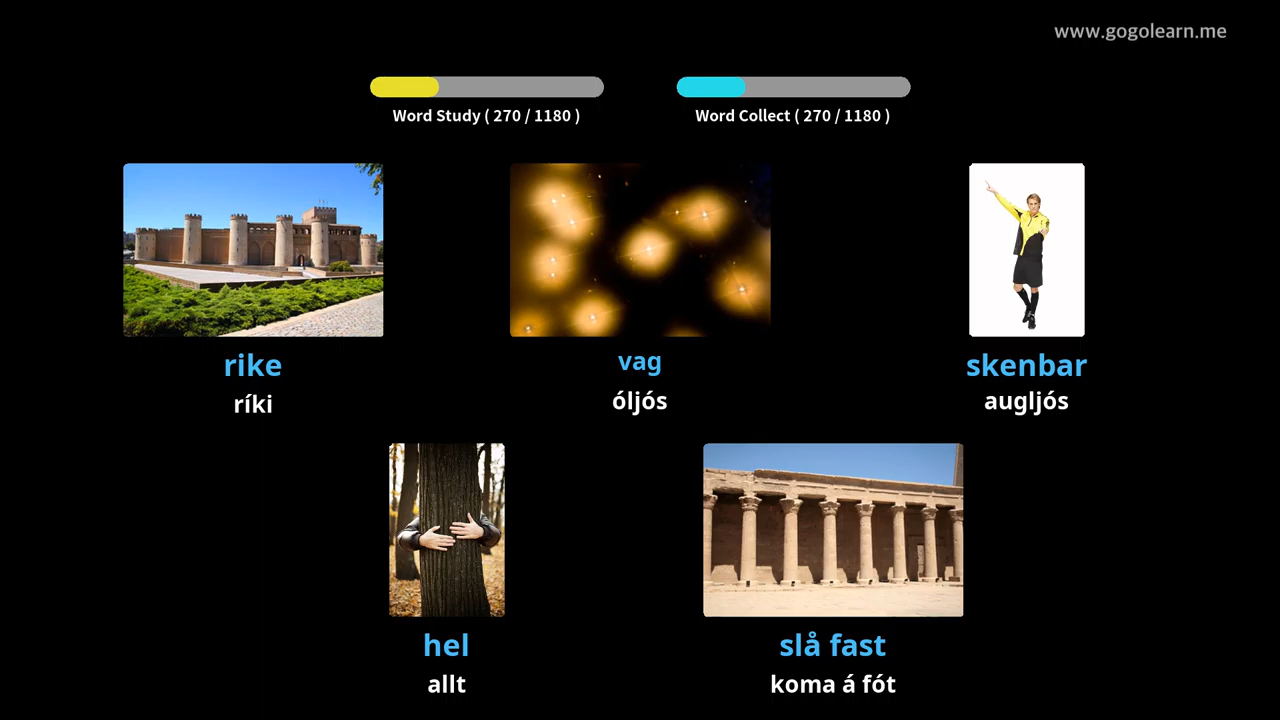 www.gogolearn.me
Word Study ( 270 / 1180 )
Word Collect ( 270 / 1180 )
rike
ríki
vag
óljós
skenbar
augljós
hel
allt
slå fast
koma á fót